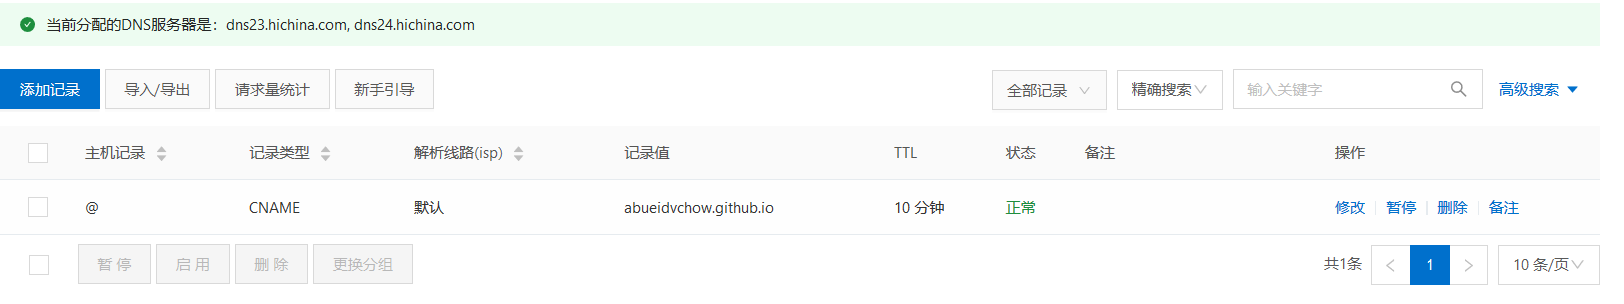 当前分配的DNS服务器是：dns23.hichina.com, dns24.hichina.com
添加记录 导入/导出 请求量统计 新手引导 全部记录 精确搜索 输入关键字 高级搜索
主机记录 记录类型 解析线路(isp) 记录值 TTL 状态 备注 操作
@ CNAME 默认 abueidvchow.github.io 10 分钟 正常 修改 暂停 删除 备注
暂停 启用 删除 更换分组 共1条 1 10 条/页